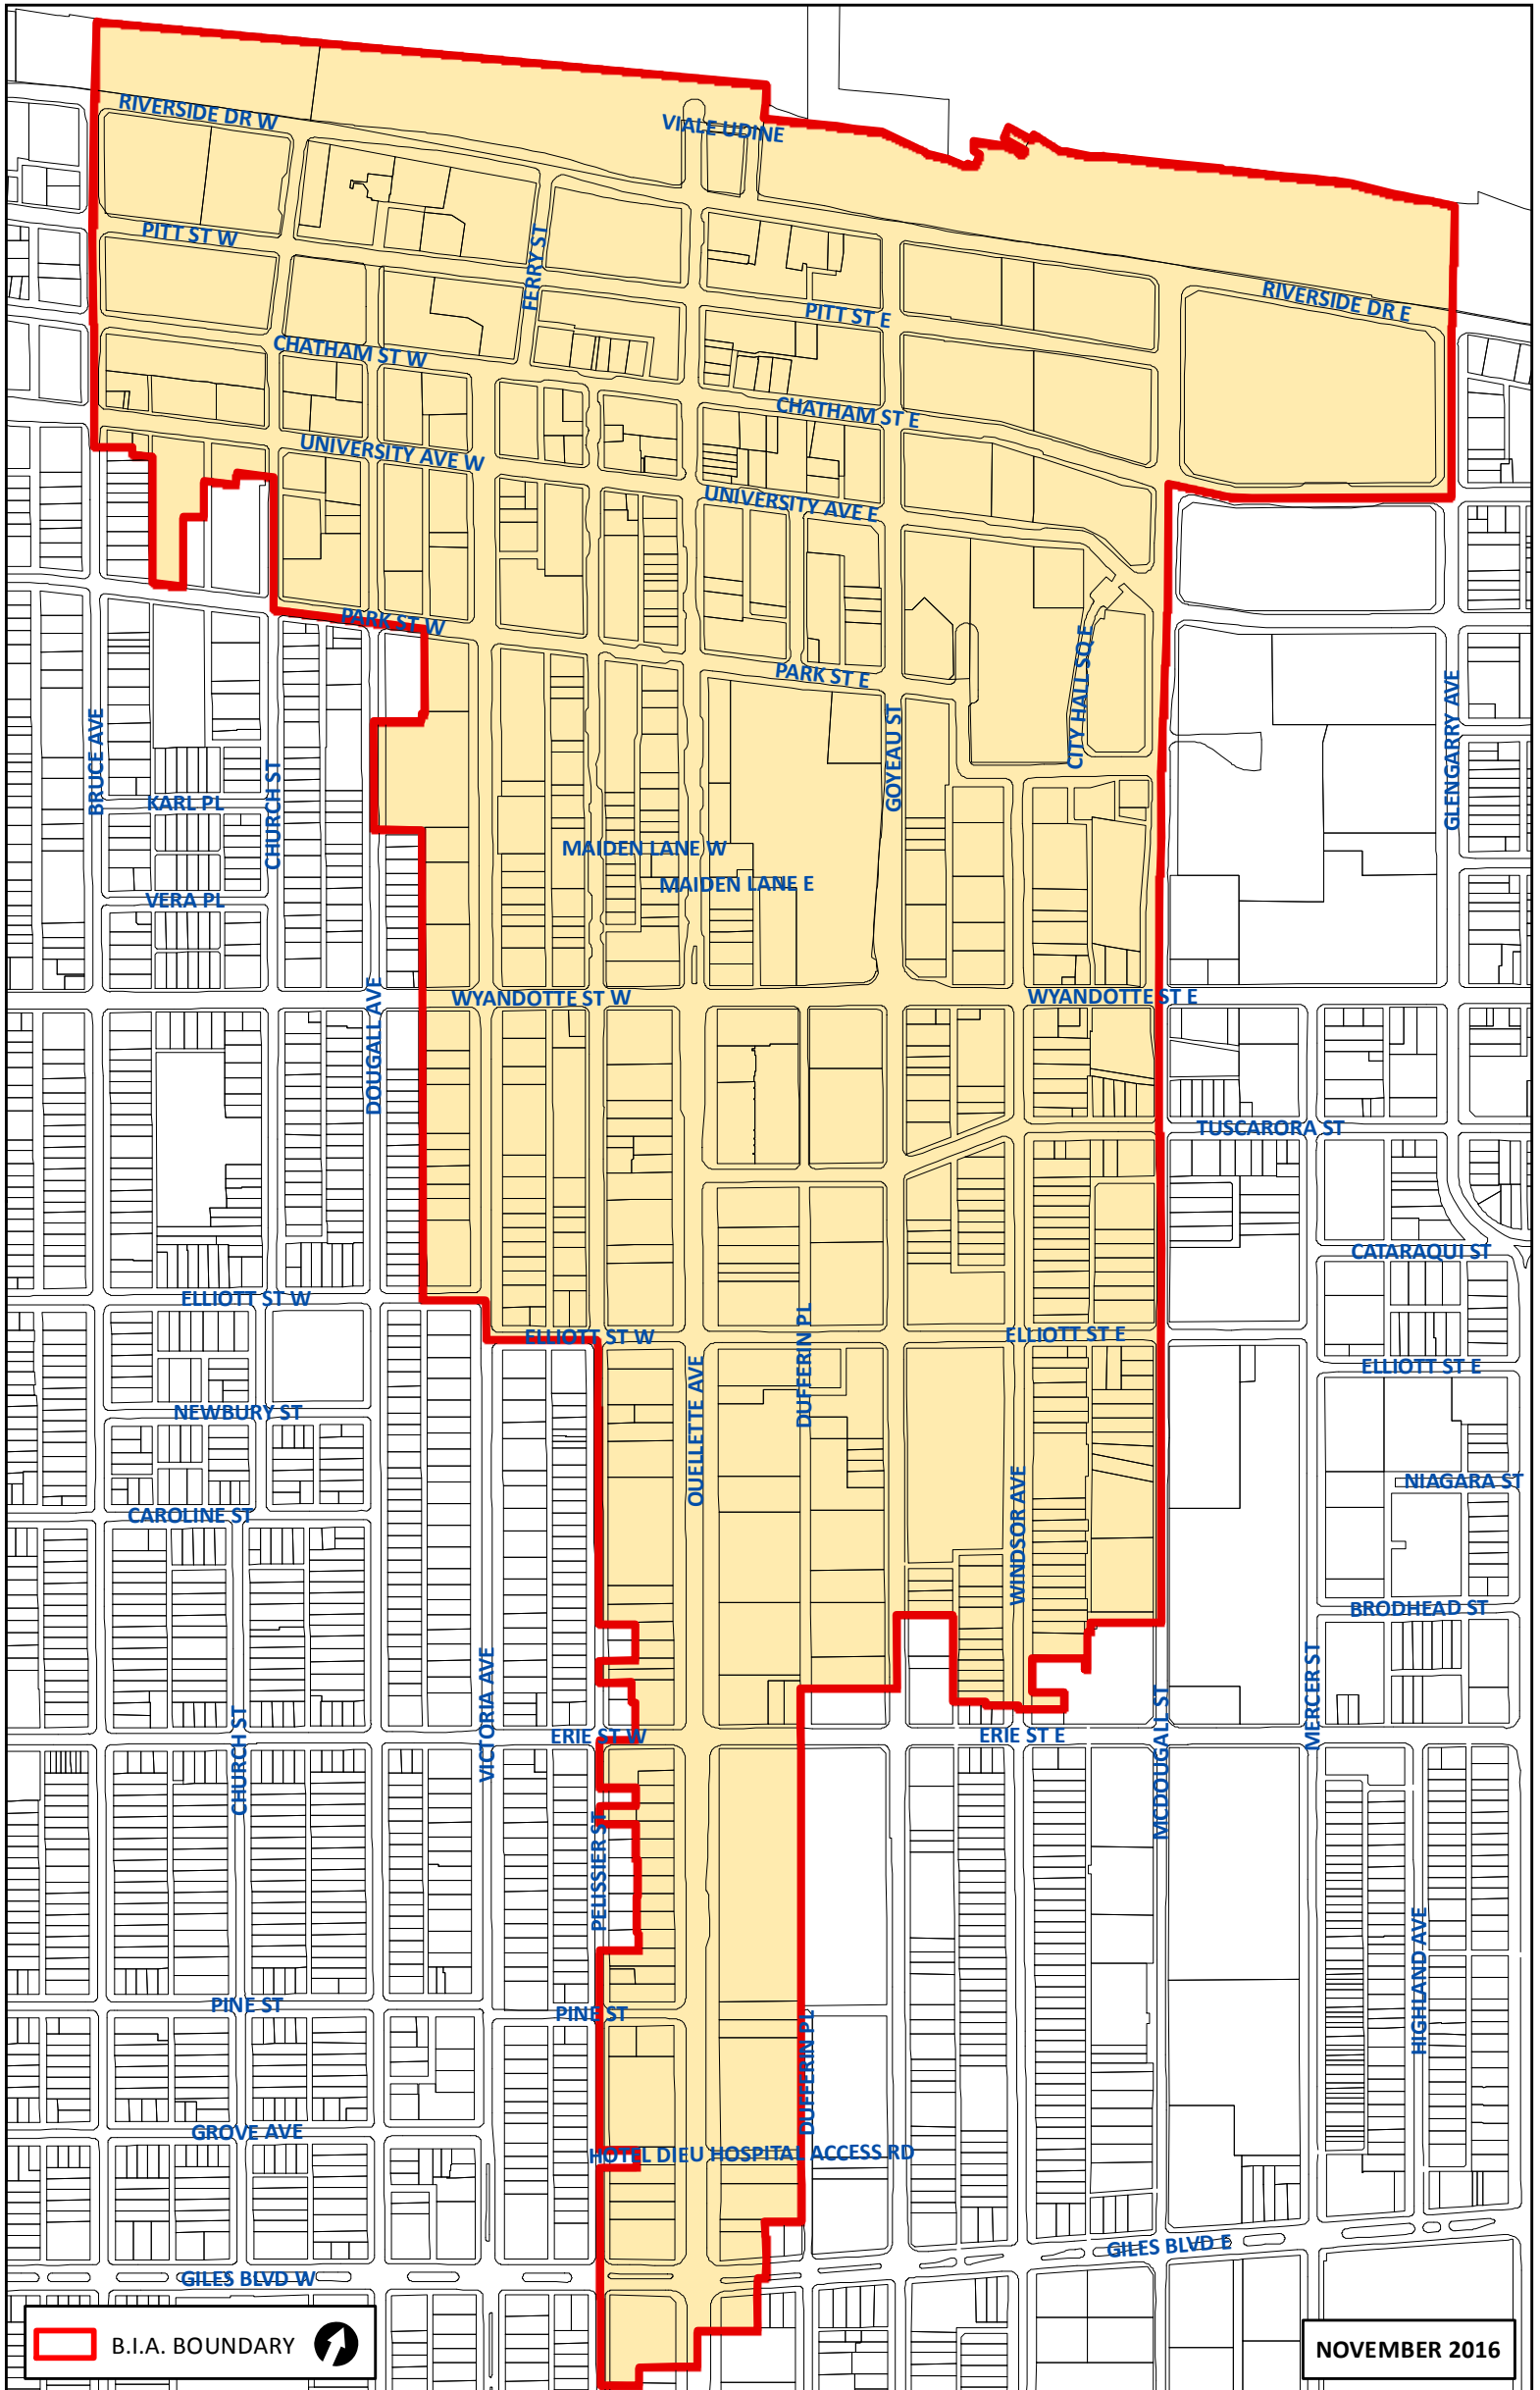 RIVERSIDE DR W
VIALE UDINE
PITT ST W
FERRY ST
RIVERSIDE DR E
PITT ST E
CHATHAM ST W
CHATHAM ST E
UNIVERSITY AVE W
UNIVERSITY AVE E
PARK ST W
PARK ST E
CITY HALL SQ E
GOYEAU ST
GLENGARRY AVE
BRUCE AVE
CHURCH ST
KARL PL
MAIDEN LANE W
MAIDEN LANE E
VERA PL
WYANDOTTE ST W
WYANDOTTE ST E
DOUGALL AVE
TUSCARORA ST
CATARAQUI ST
ELLIOTT ST W
ELLIOTT ST W
ELLIOTT ST E
ELLIOTT ST E
DUFFERIN PL
OUELLETTE AVE
NEWBURY ST
NIAGARA ST
CAROLINE ST
WINDSOR AVE
BRODHEAD ST
VICTORIA AVE
MERCER ST
CHURCH ST
ERIE ST W
ERIE ST E
MCDOUGALL ST
PELISSIER ST
HIGHLAND AVE
PINE ST
PINE ST
DUFFERIN PL
GROVE AVE
HOTEL DIEU HOSPITAL ACCESS RD
GILES BLVD E
GILES BLVD W
B.I.A. BOUNDARY
NOVEMBER 2016